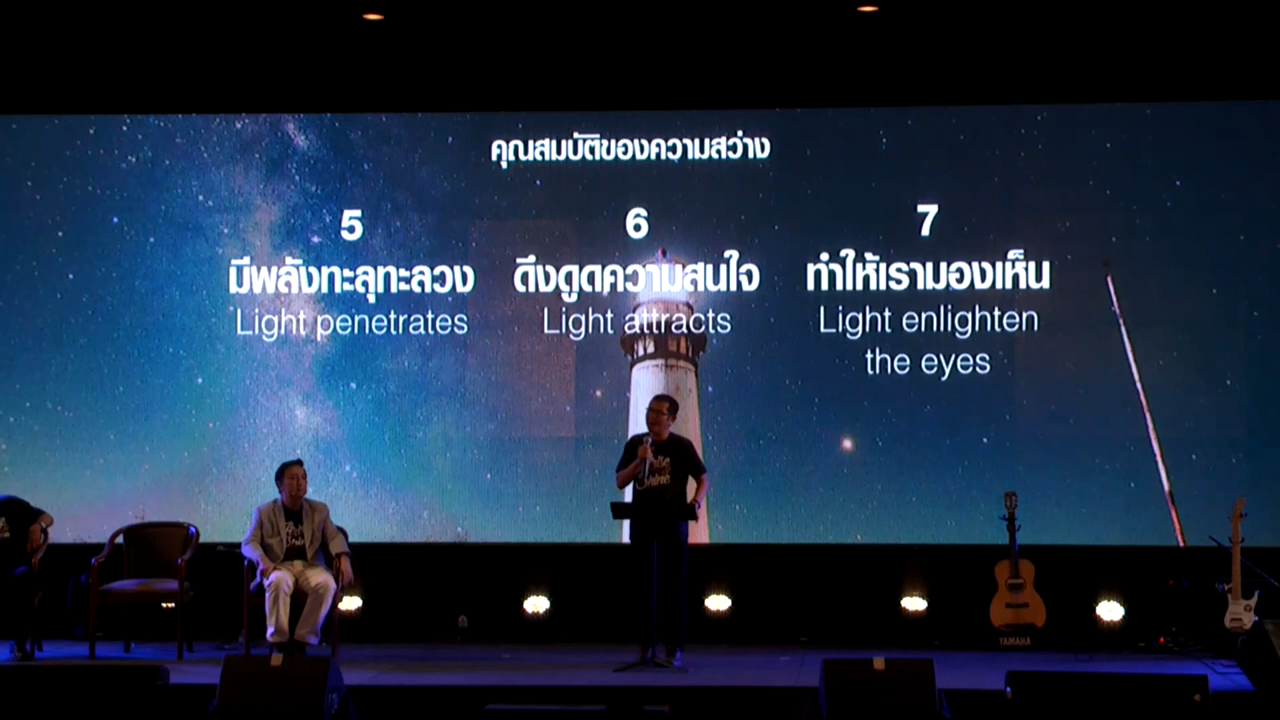 คุณสมบัติของความสว่าง
5
มีพลังทะลุทะลวง
Light penetrates
6
ดึงดูดความสนใจ
Light attracts
7
ทำให้เรามองเห็น
Light enlighten
the eyes
Shine
YAMAHA